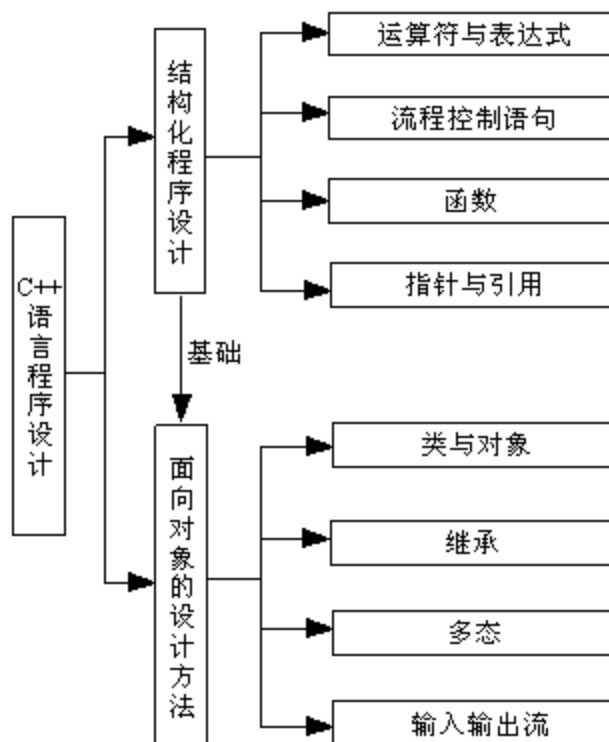 C++语言程序设计
结构化程序设计
运算符与表达式
流程控制语句
函数
指针与引用
基础
面向对象的设计方法
类与对象
继承
多态
输入输出流